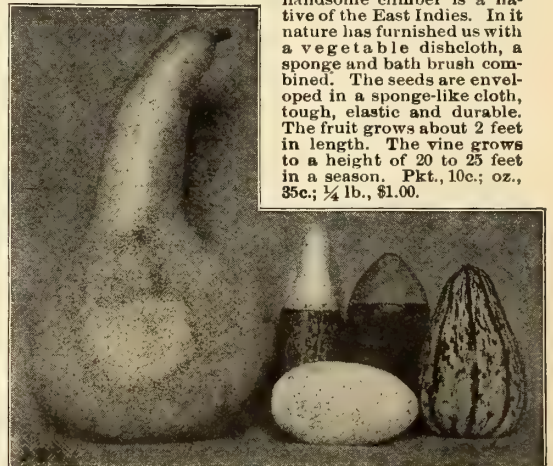 handsome climber is a na-
tive of the East Indies. In it
nature has furnished us with
a vegetable dishcloth, a
sponge and bath brush com-
bined. The seeds are envel-
oped in a sponge-like cloth,
tough, elastic and durable.
The fruit grows about 2 feet
in length. The vine grows
to a height of 20 to 25 feet
in a season. Pkt., 10c.; oz.,
35c.; ¼ lb., $1.00.